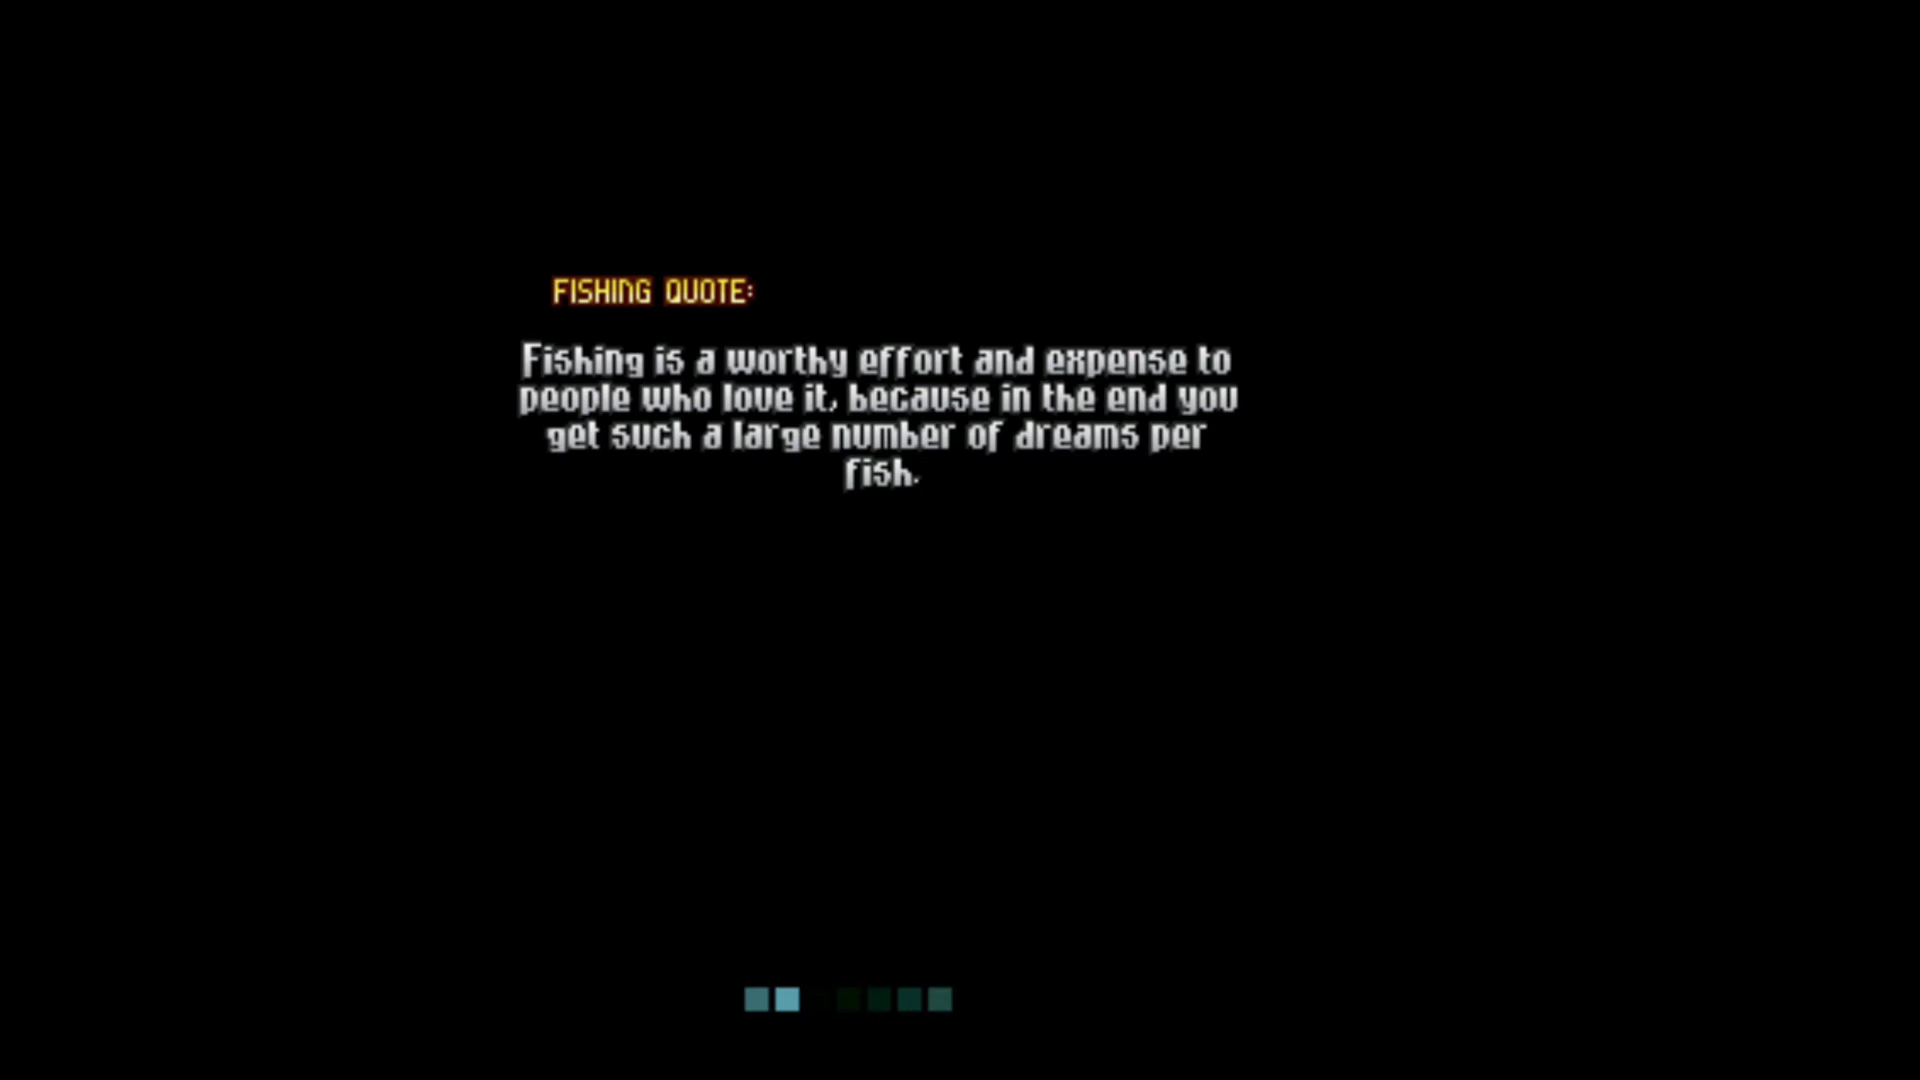 FISHING QUOTE:
Fishing is a worthy effort and expense to
people who love it, because in the end you
get such a large number of dreams per
fish.